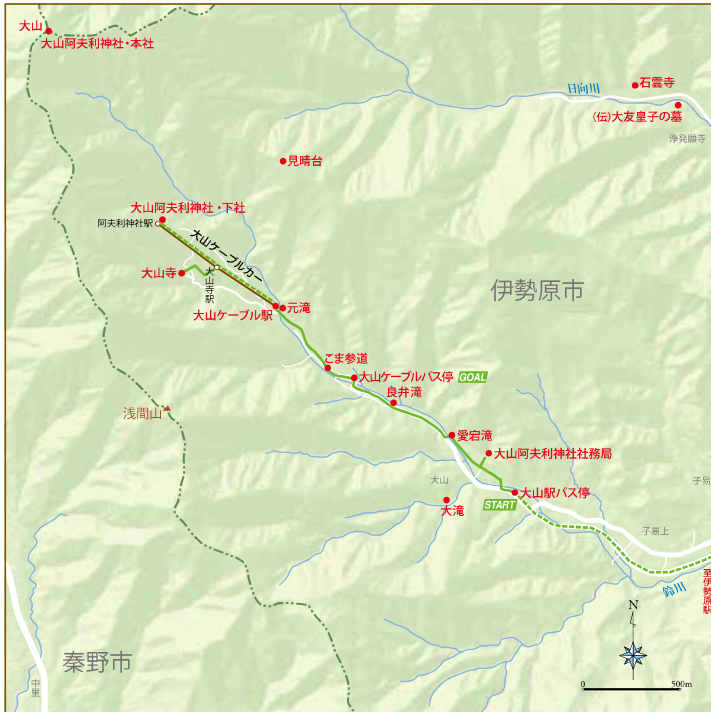 大山
大山阿夫利神社・本社
石雲寺
日向川
(伝)大友皇子の墓
浄発願寺
見晴台
大山阿夫利神社・下社
阿夫利神社駅
大山ケーブルカー
大山寺
大山寺駅
伊勢原市
大山ケーブル駅
元滝
こま参道
大山ケーブルバス停
GOAL
良弁滝
浅間山
愛宕滝
大山阿夫利神社社務局
大山
子易
大山駅バス停
START
大滝
子易上
至伊勢原駅
鈴川
N
秦野市
中里
0
500m